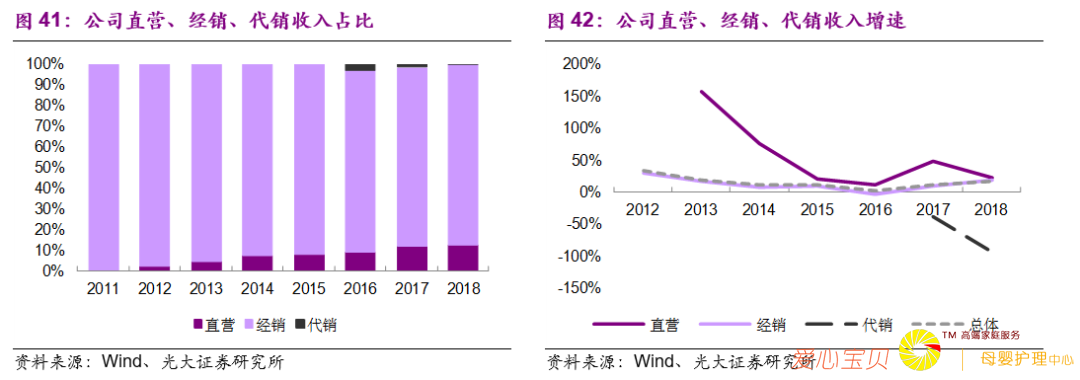 图 41：公司直营、经销、代销收入占比
100%
90%
80%
70%
60%
50%
40%
30%
20%
10%
0%
2011 2012 2013 2014 2015 2016 2017 2018
直营 经销 代销
资料来源：Wind、光大证券研究所
图 42：公司直营、经销、代销收入增速
200%
150%
100%
50%
0%
-50%
-100%
-150%
2012 2013 2014 2015 2016 2017 2018
直营 经销 代销 总体
资料来源：Wind、光大证券研究所
爱心宝贝
TM 高端家庭服务
母婴护理中心